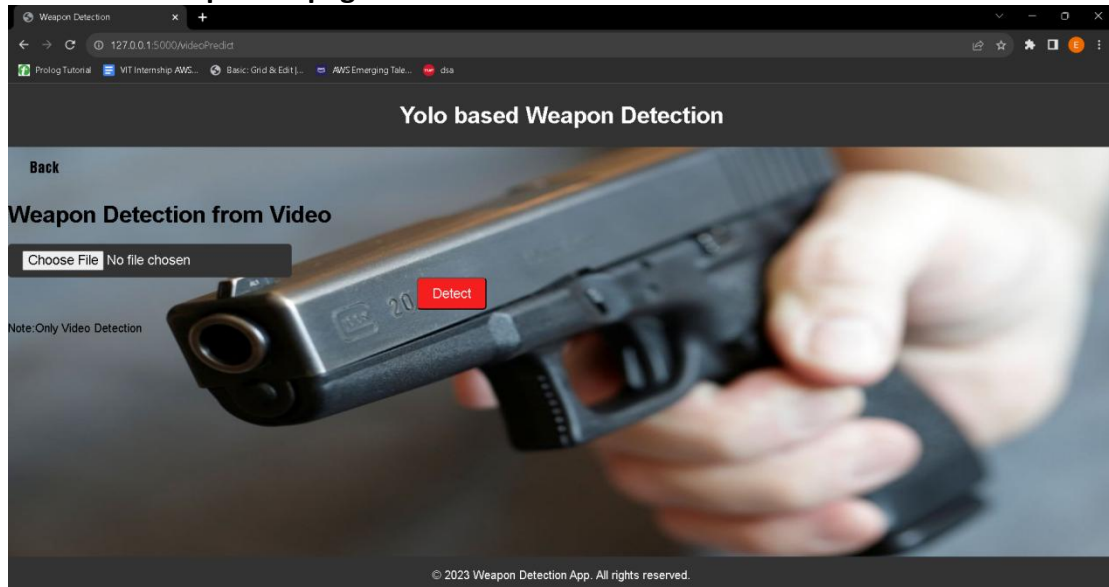 Weapon Detection
127.0.0.1:5000/videoPredict
Prolog Tutorial VIT Internship AWS... Basic: Grid & Edit |... AWS Emerging Tale... dsa
E
Yolo based Weapon Detection
Back
Weapon Detection from Video
Choose File No file chosen
20
Detect
Note:Only Video Detection
© 2023 Weapon Detection App. All rights reserved.